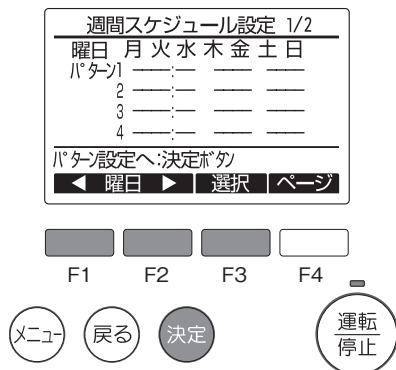 週間スケジュール設定 1/2
曜日 月 火 水 木 金 土 日
パターン1 ――:― ―― ――
2 ――:― ―― ――
3 ――:― ―― ――
4 ――:― ―― ――
パターン設定へ:決定ボタン
◀ 曜日 ▶ 選択 ページ
F1 F2 F3 F4
メニュー 戻る 決定 運転
停止